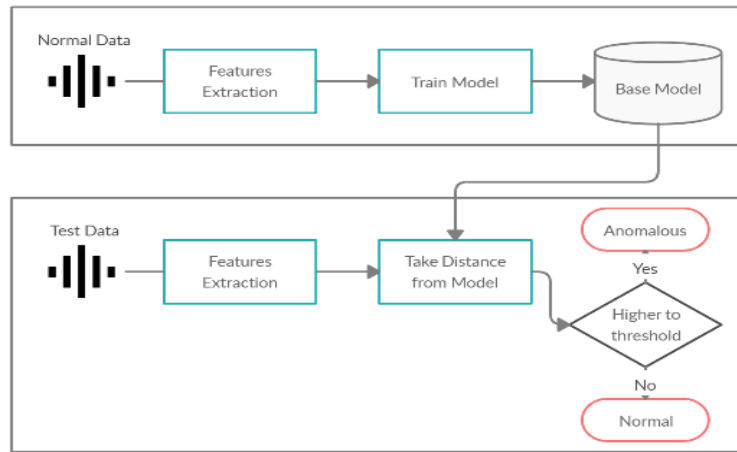 Normal Data
Features
Extraction
Train Model
Base Model
Test Data
Features
Extraction
Take Distance
from Model
Anomalous
Yes
Higher to
threshold
No
Normal